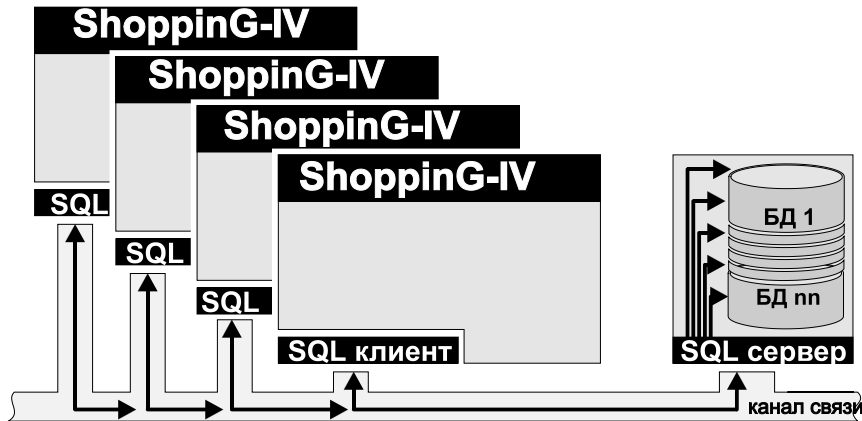 ShoppinG-IV
ShoppinG-IV
ShoppinG-IV
ShoppinG-IV
SQL
SQL
SQL
SQL клиент
БД 1
БД nn
SQL сервер
канал связи